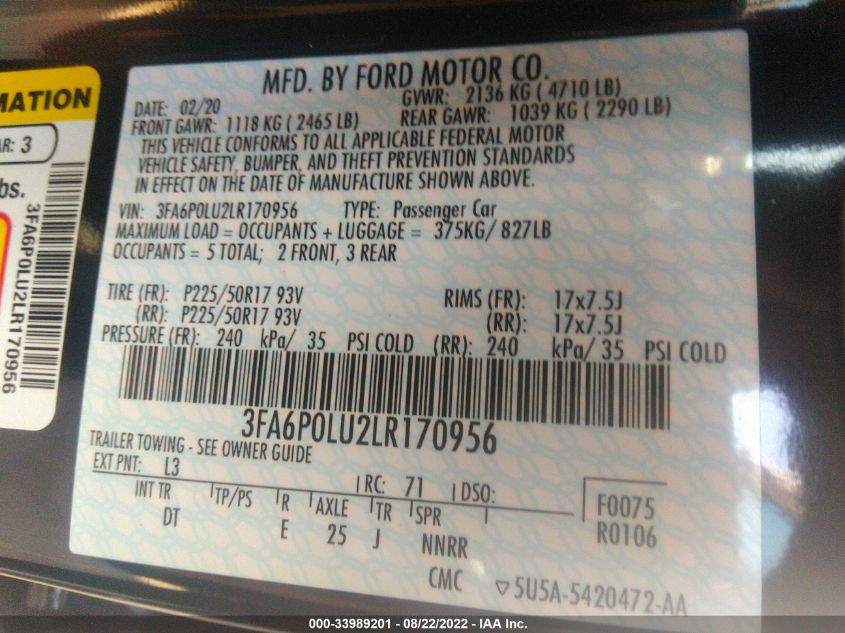 MATION
AR: 3
bs.
3FA6P0LU2LR170956
MFD. BY FORD MOTOR CO.
DATE: 02/20 GVWR: 2136 KG ( 4710 LB)
FRONT GAWR: 1118 KG ( 2465 LB) REAR GAWR: 1039 KG ( 2290 LB)
THIS VEHICLE CONFORMS TO ALL APPLICABLE FEDERAL MOTOR
VEHICLE SAFETY, BUMPER, AND THEFT PREVENTION STANDARDS
IN EFFECT ON THE DATE OF MANUFACTURE SHOWN ABOVE.
VIN: 3FA6P0LU2LR170956 TYPE: Passenger Car
MAXIMUM LOAD = OCCUPANTS + LUGGAGE = 375KG/ 827LB
OCCUPANTS = 5 TOTAL; 2 FRONT, 3 REAR
TIRE (FR): P225/50R17 93V RIMS (FR): 17x7.5J
(RR): P225/50R17 93V (RR): 17x7.5J
PRESSURE (FR): 240 kPa/ 35 PSI COLD (RR): 240 kPa/ 35 PSI COLD
3FA6P0LU2LR170956
TRAILER TOWING - SEE OWNER GUIDE
EXT PNT: L3 RC: 71 DSO:
INT TR TP/PS R AXLE TR SPR F0075
DT E 25 J NNRR R0106
CMC ▽5U5A-5420472-AA
000-33989201 - 08/22/2022 - IAA Inc.